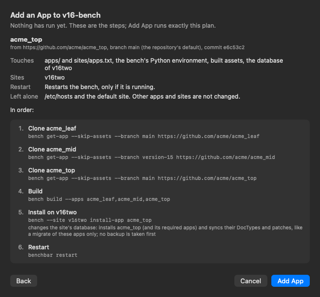 Add an App to v16-bench
Nothing has run yet. These are the steps; Add App runs exactly this plan.
acme_top
from https://github.com/acme/acme_top, branch main (the repository's default), commit e8c53c2
Touches apps/ and sites/apps.txt, the bench's Python environment, built assets, the database
of v16two
Sites v16two
Restart Restarts the bench, only if it is running.
Left alone /etc/hosts and the default site. Other apps and sites are not changed.
In order:
1. Clone acme_leaf
bench get-app --skip-assets --branch main https://github.com/acme/acme_leaf
2. Clone acme_mid
bench get-app --skip-assets --branch version-15 https://github.com/acme/acme_mid
3. Clone acme_top
bench get-app --skip-assets --branch main https://github.com/acme/acme_top
4. Build
bench build --apps acme_leaf,acme_mid,acme_top
5. Install on v16two
bench --site v16two install-app acme_top
changes the site's database: installs acme_top (and its required apps) and syncs their DocTypes and patches, like
a migrate of these apps only; no backup is taken first
6. Restart
benchbar restart
Back
Cancel
Add App